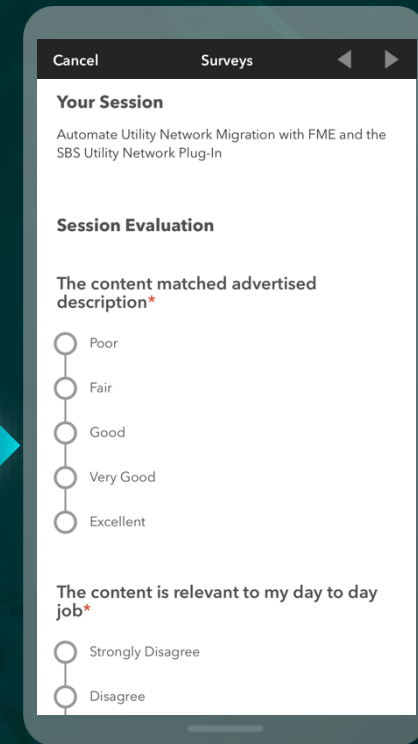 Cancel
Surveys
Your Session
Automate Utility Network Migration with FME and the
SBS Utility Network Plug-In
Session Evaluation
The content matched advertised
description*
Poor
Fair
Good
Very Good
Excellent
The content is relevant to my day to day
job*
Strongly Disagree
Disagree